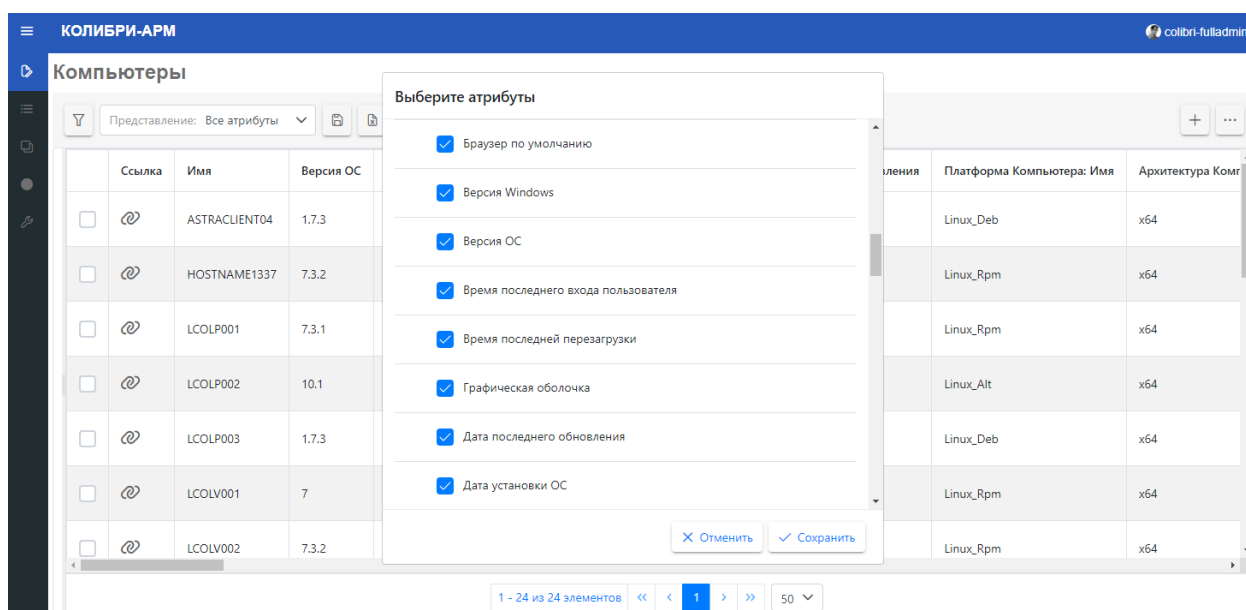 КОЛИБРИ-АРМ
colibri-fulladmin
Компьютеры
Представление: Все атрибуты
Выберите атрибуты
Ссылка Имя Версия ОС Платформа Компьютера: Имя
Браузер по умолчанию
Версия Windows
Версия ОС
Время последнего входа пользователя
Время последней перезагрузки
Графическая оболочка
Дата последнего обновления
Дата установки ОС
ASTRACLIENT04 1.7.3 Linux_Deb x64
HOSTNAME1337 7.3.2 Linux_Rpm x64
LCOLP001 7.3.1 Linux_Rpm x64
LCOLP002 10.1 Linux_Alt x64
LCOLP003 1.7.3 Linux_Deb x64
LCOLV001 7 Linux_Rpm x64
LCOLV002 7.3.2 Linux_Rpm x64
Отменить Сохранить
1 - 24 из 24 элементов << < 1 > >> 50